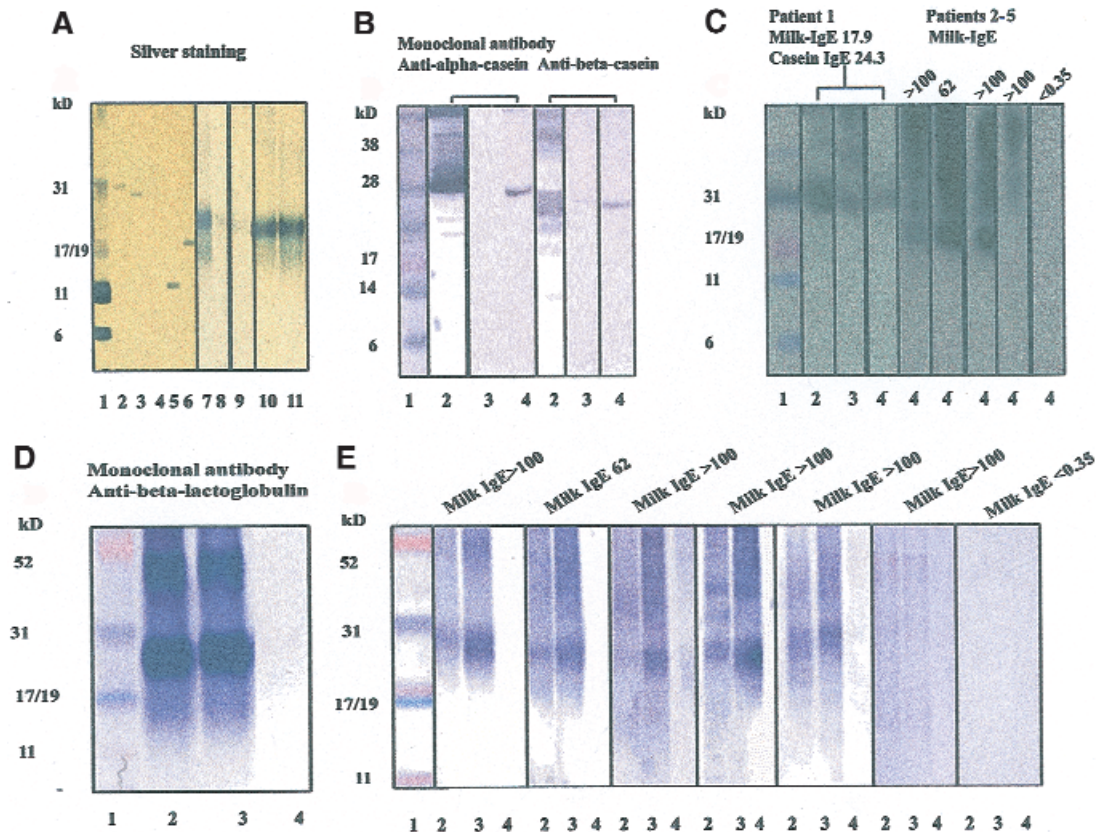 A
Silver staining
kD
31
17/19
11
6
1 2 3 4 5 6 7 8 9 10 11
B
Monoclonal antibody
Anti-alpha-casein Anti-beta-casein
kD
38
28
17
14
6
1 2 3 4 2 3 4
C
Patient 1
Milk-IgE 17.9
Casein IgE 24.3
Patients 2-5
Milk-IgE
>100 62 >100 >100 <0.35
kD
31
17/19
11
6
1 2 3 4 4 4 4 4 4
D
Monoclonal antibody
Anti-beta-lactoglobulin
kD
52
31
17/19
11
1 2 3 4
E
Milk IgE>100 Milk IgE 62 Milk IgE >100 Milk IgE >100 Milk IgE >100 Milk IgE>100 Milk IgE <0.35
kD
52
31
17/19
11
1 2 3 4 2 3 4 2 3 4 2 3 4 2 3 4 2 3 4 2 3 4